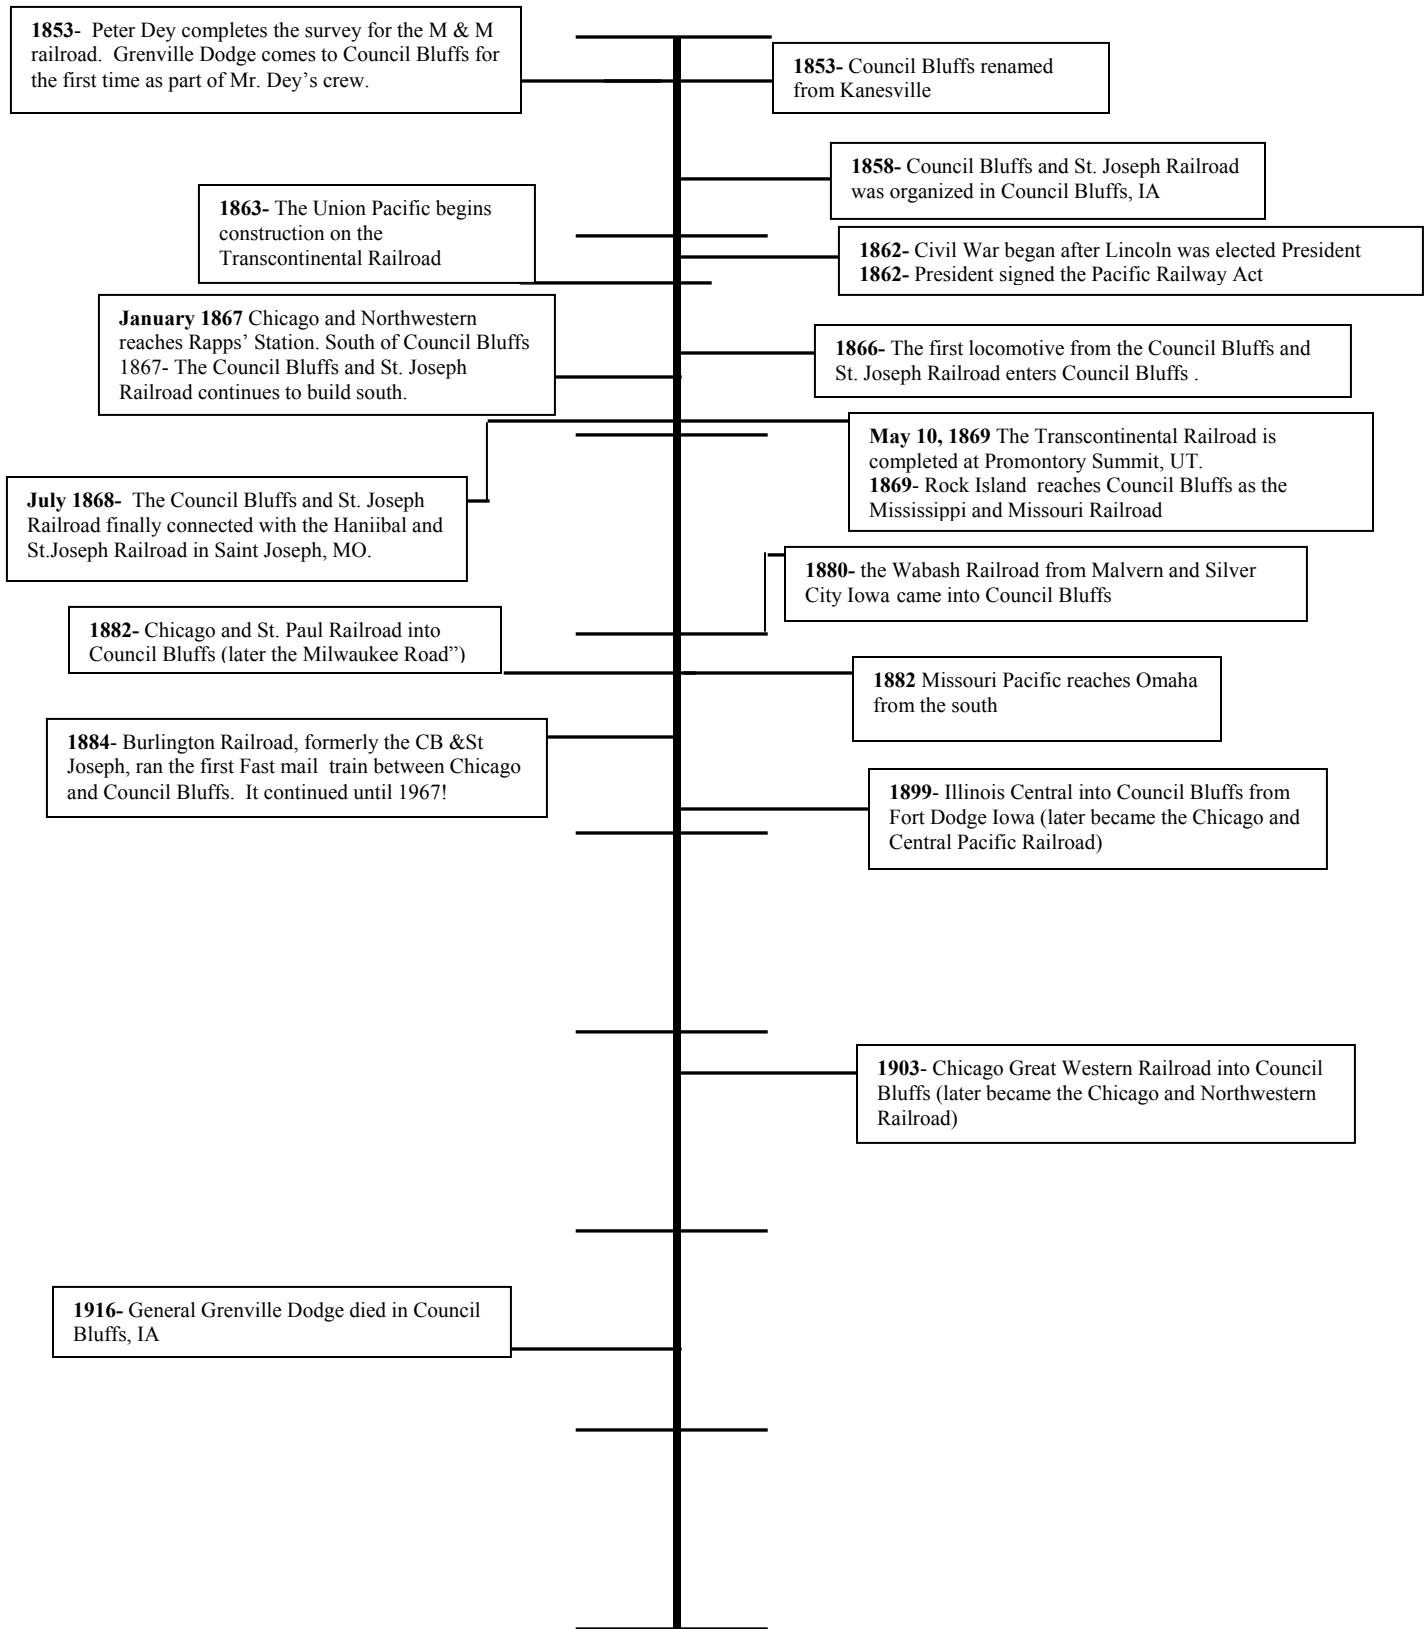 1853- Peter Dey completes the survey for the M & M
railroad. Grenville Dodge comes to Council Bluffs for
the first time as part of Mr. Dey’s crew.
1853- Council Bluffs renamed
from Kanesville
1858- Council Bluffs and St. Joseph Railroad
was organized in Council Bluffs, IA
1863- The Union Pacific begins
construction on the
Transcontinental Railroad
1862- Civil War began after Lincoln was elected President
1862- President signed the Pacific Railway Act
January 1867 Chicago and Northwestern
reaches Rapps’ Station. South of Council Bluffs
1867- The Council Bluffs and St. Joseph
Railroad continues to build south.
1866- The first locomotive from the Council Bluffs and
St. Joseph Railroad enters Council Bluffs .
May 10, 1869 The Transcontinental Railroad is
completed at Promontory Summit, UT.
1869- Rock Island reaches Council Bluffs as the
Mississippi and Missouri Railroad
July 1868- The Council Bluffs and St. Joseph
Railroad finally connected with the Haniibal and
St.Joseph Railroad in Saint Joseph, MO.
1880- the Wabash Railroad from Malvern and Silver
City Iowa came into Council Bluffs
1882- Chicago and St. Paul Railroad into
Council Bluffs (later the Milwaukee Road”)
1882 Missouri Pacific reaches Omaha
from the south
1884- Burlington Railroad, formerly the CB &St
Joseph, ran the first Fast mail train between Chicago
and Council Bluffs. It continued until 1967!
1899- Illinois Central into Council Bluffs from
Fort Dodge Iowa (later became the Chicago and
Central Pacific Railroad)
1903- Chicago Great Western Railroad into Council
Bluffs (later became the Chicago and Northwestern
Railroad)
1916- General Grenville Dodge died in Council
Bluffs, IA